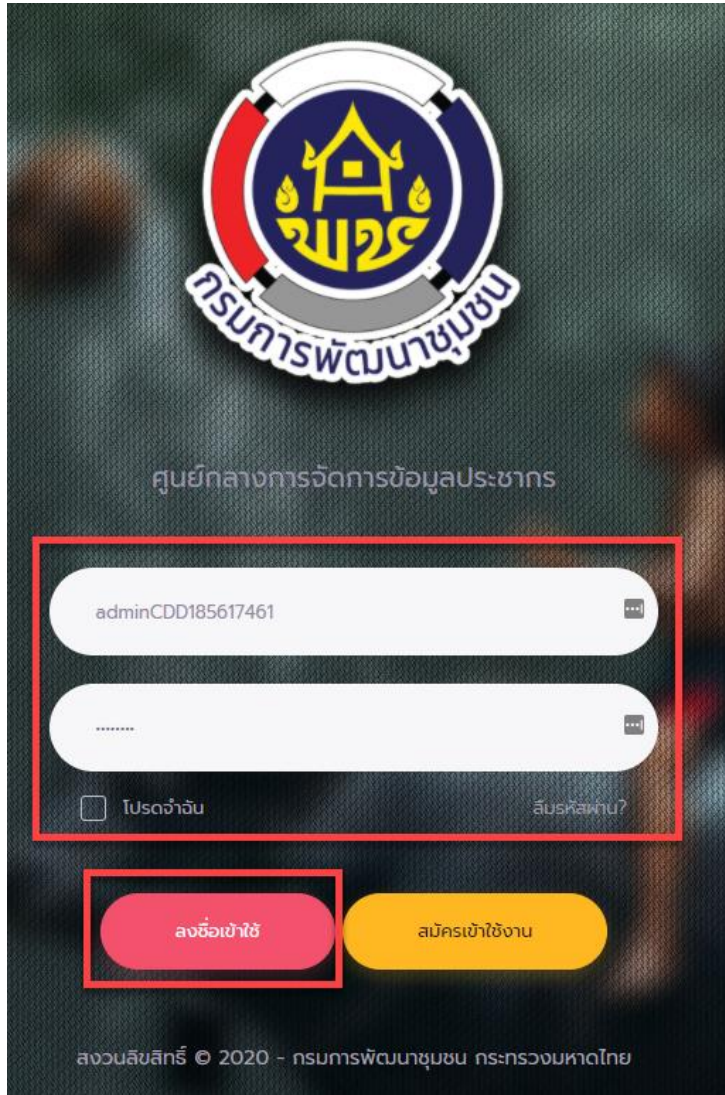 พช
กรมการพัฒนาชุมชน
ศูนย์กลางการจัดการข้อมูลประชากร
adminCDD185617461
........
โปรดจำฉัน ลืมรหัสผ่าน?
ลงชื่อเข้าใช้ สมัครเข้าใช้งาน
สงวนลิขสิทธิ์ © 2020 - กรมการพัฒนาชุมชน กระทรวงมหาดไทย